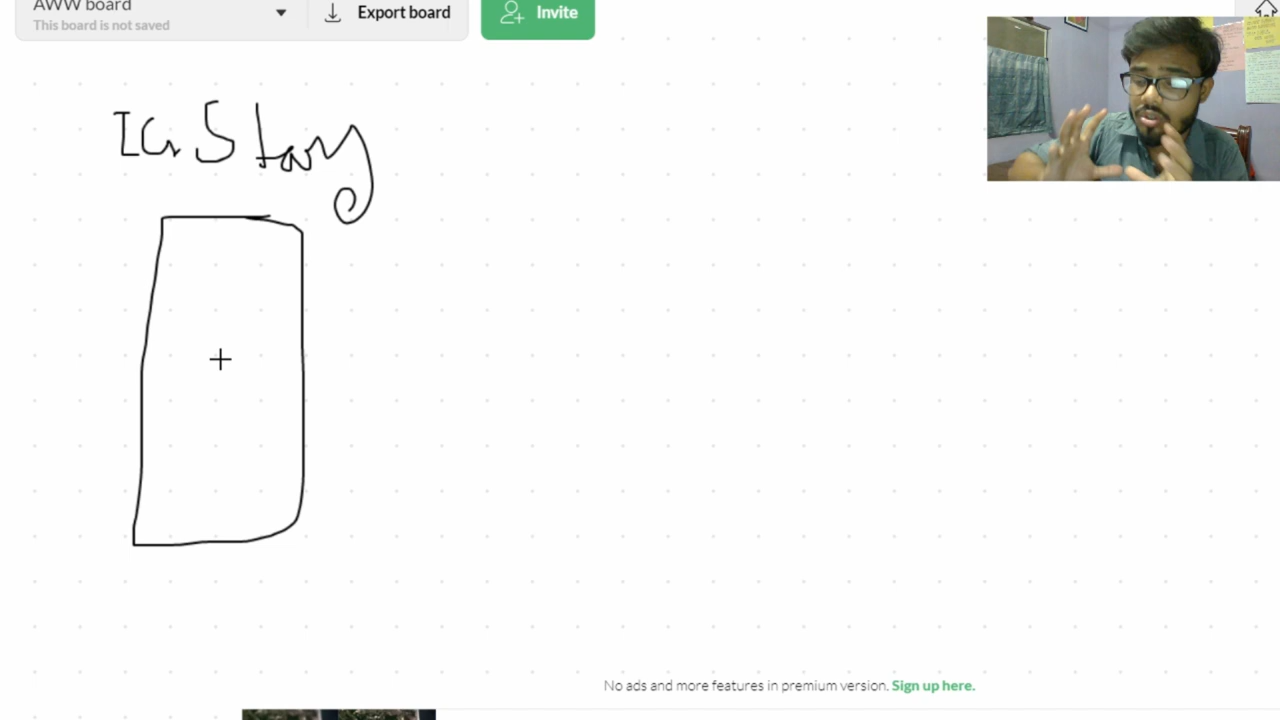 AWW board
This board is not saved
Export board
Invite
IG Story
No ads and more features in premium version. Sign up here.